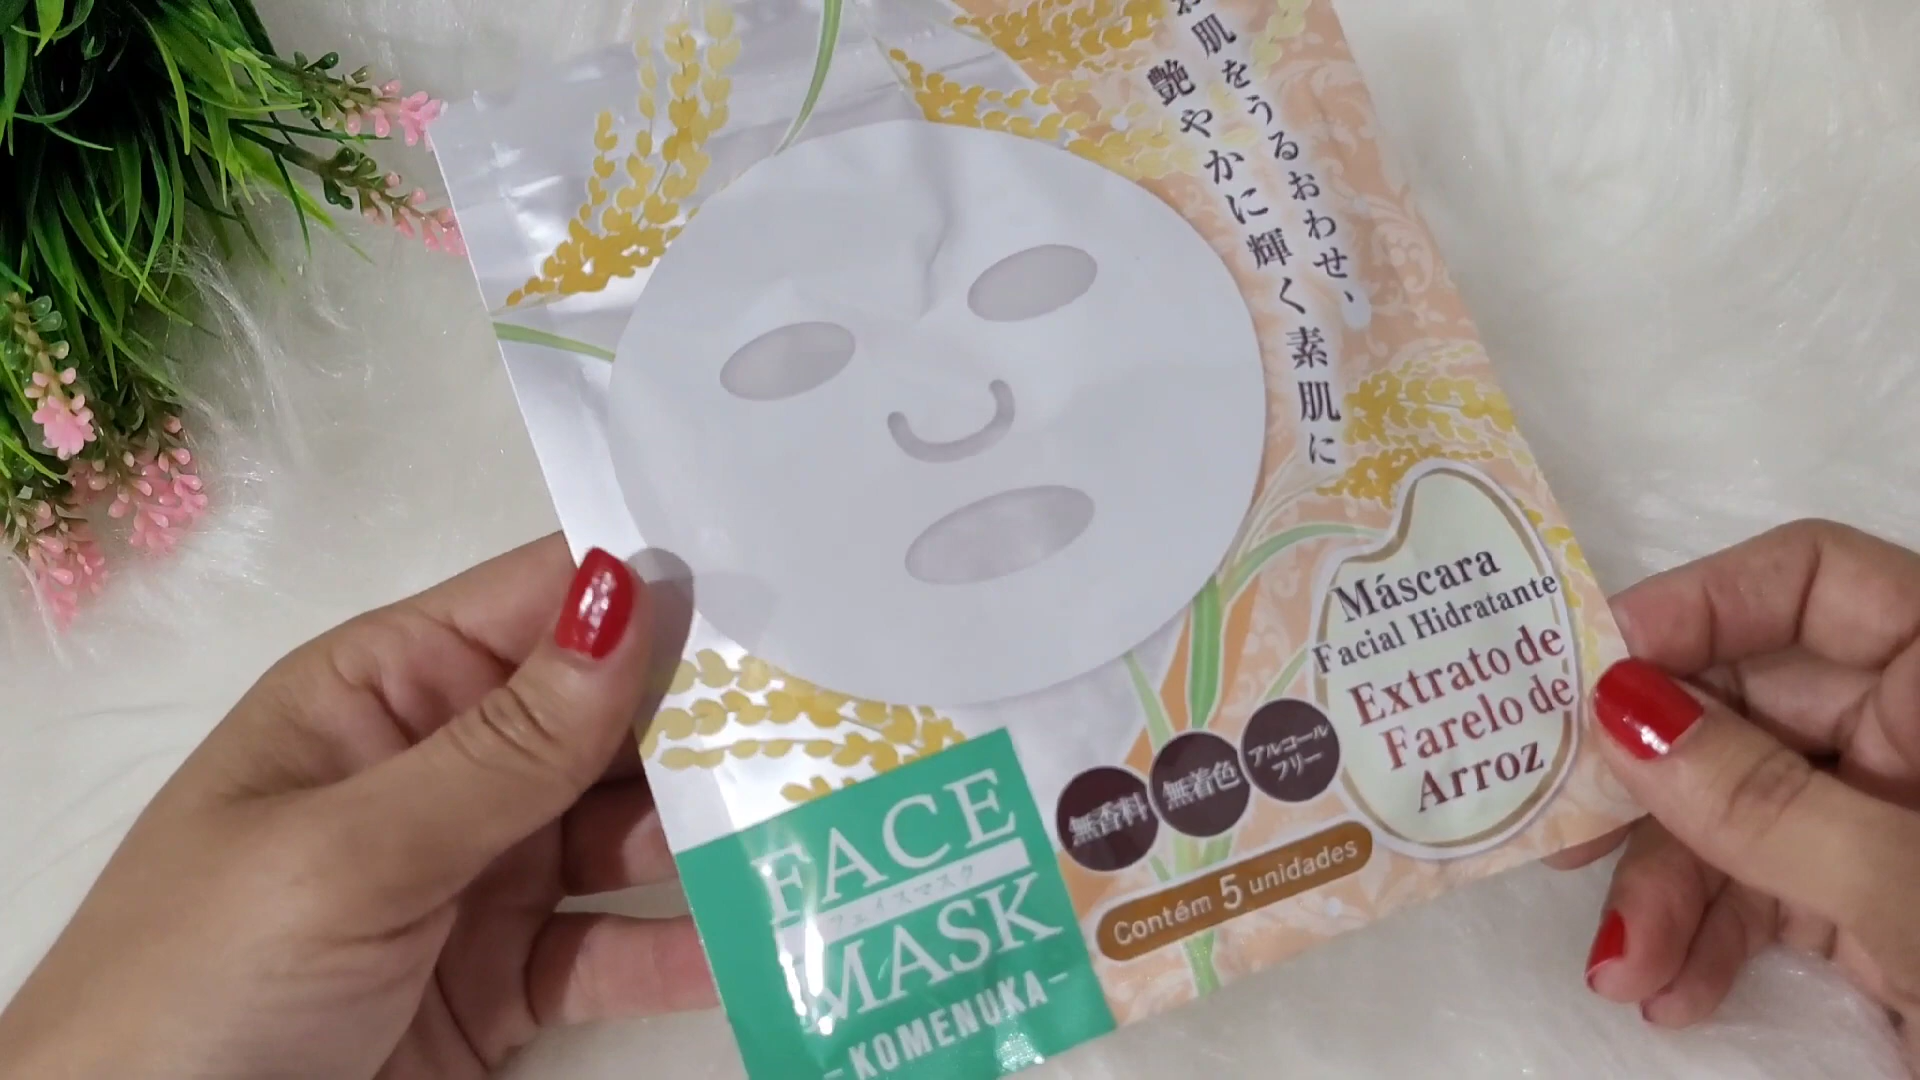 お肌をうるおわせ、
艶やかに輝く素肌に
Máscara
Facial Hidratante
Extrato de
Farelo de
Arroz
無香料
無着色
アルコール
フリー
Contém 5 unidades
FACE
フェイスマスク
MASK
-KOMENUKA-